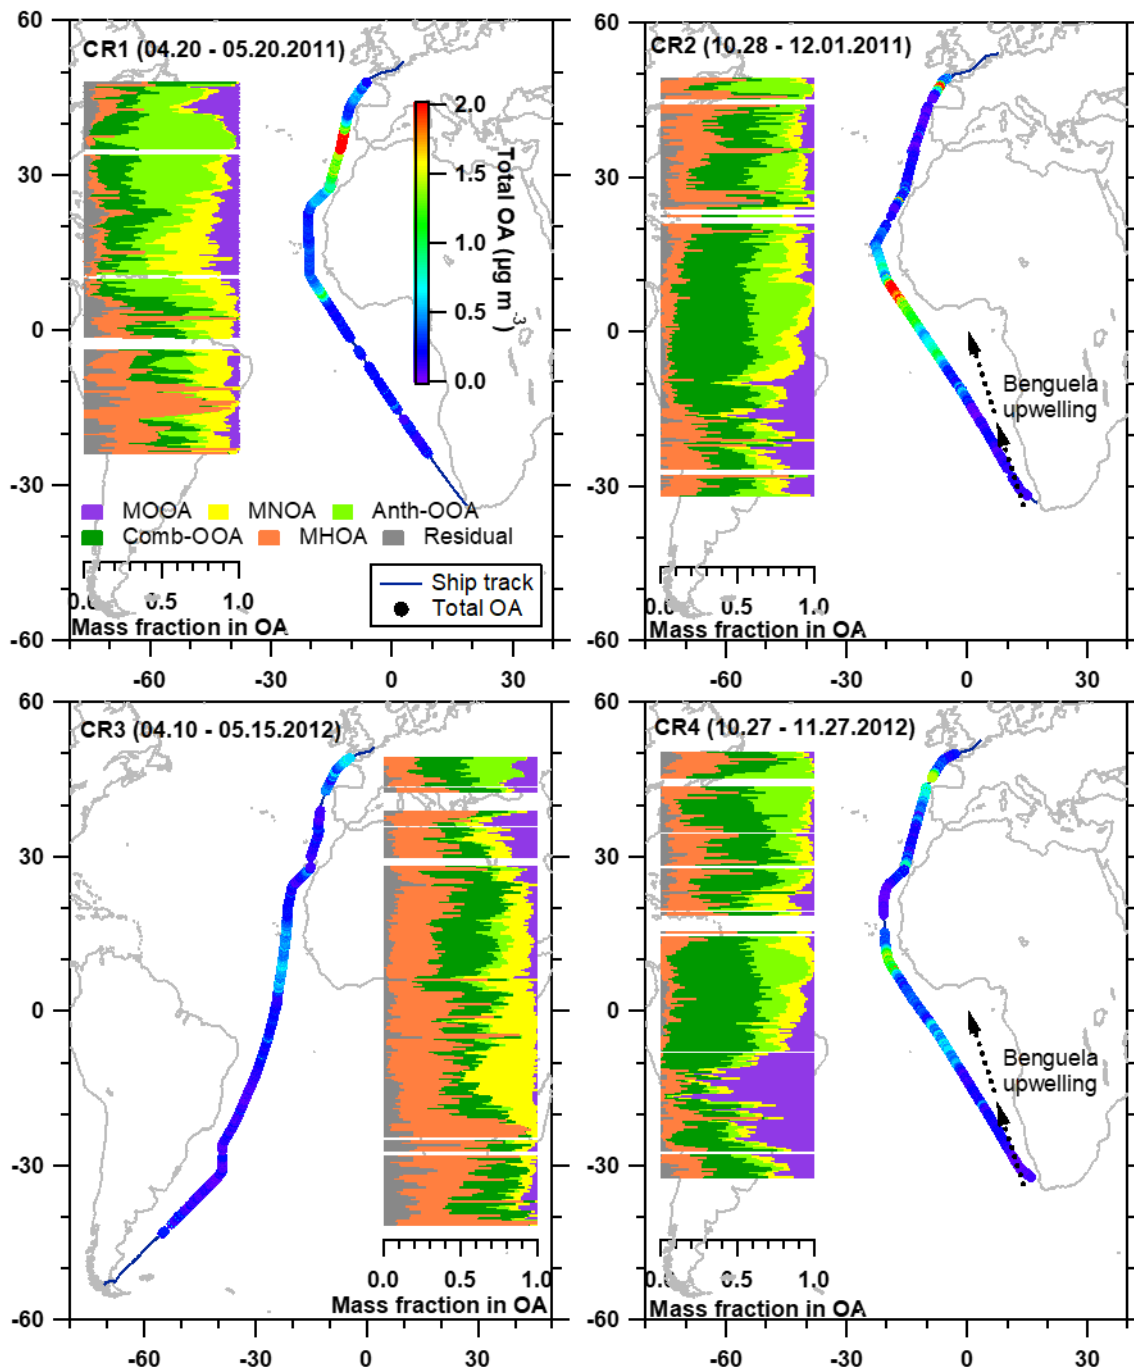 60
30
0
-30
-60
CR1 (04.20 - 05.20.2011)
2.0
1.5
1.0
0.5
0.0
Total OA (µg m-3)
MOOA MNOA Anth-OOA
Comb-OOA MHOA Residual
0.0 0.5 1.0
Mass fraction in OA
Ship track
Total OA
-60 -30 0 30
60
30
0
-30
-60
CR2 (10.28 - 12.01.2011)
Benguela
upwelling
0.0 0.5 1.0
Mass fraction in OA
-60 -30 0 30
60
30
0
-30
-60
CR3 (04.10 - 05.15.2012)
0.0 0.5 1.0
Mass fraction in OA
-60 -30 0 30
60
30
0
-30
-60
CR4 (10.27 - 11.27.2012)
Benguela
upwelling
0.5 1.0
Mass fraction in OA
-60 -30 0 30